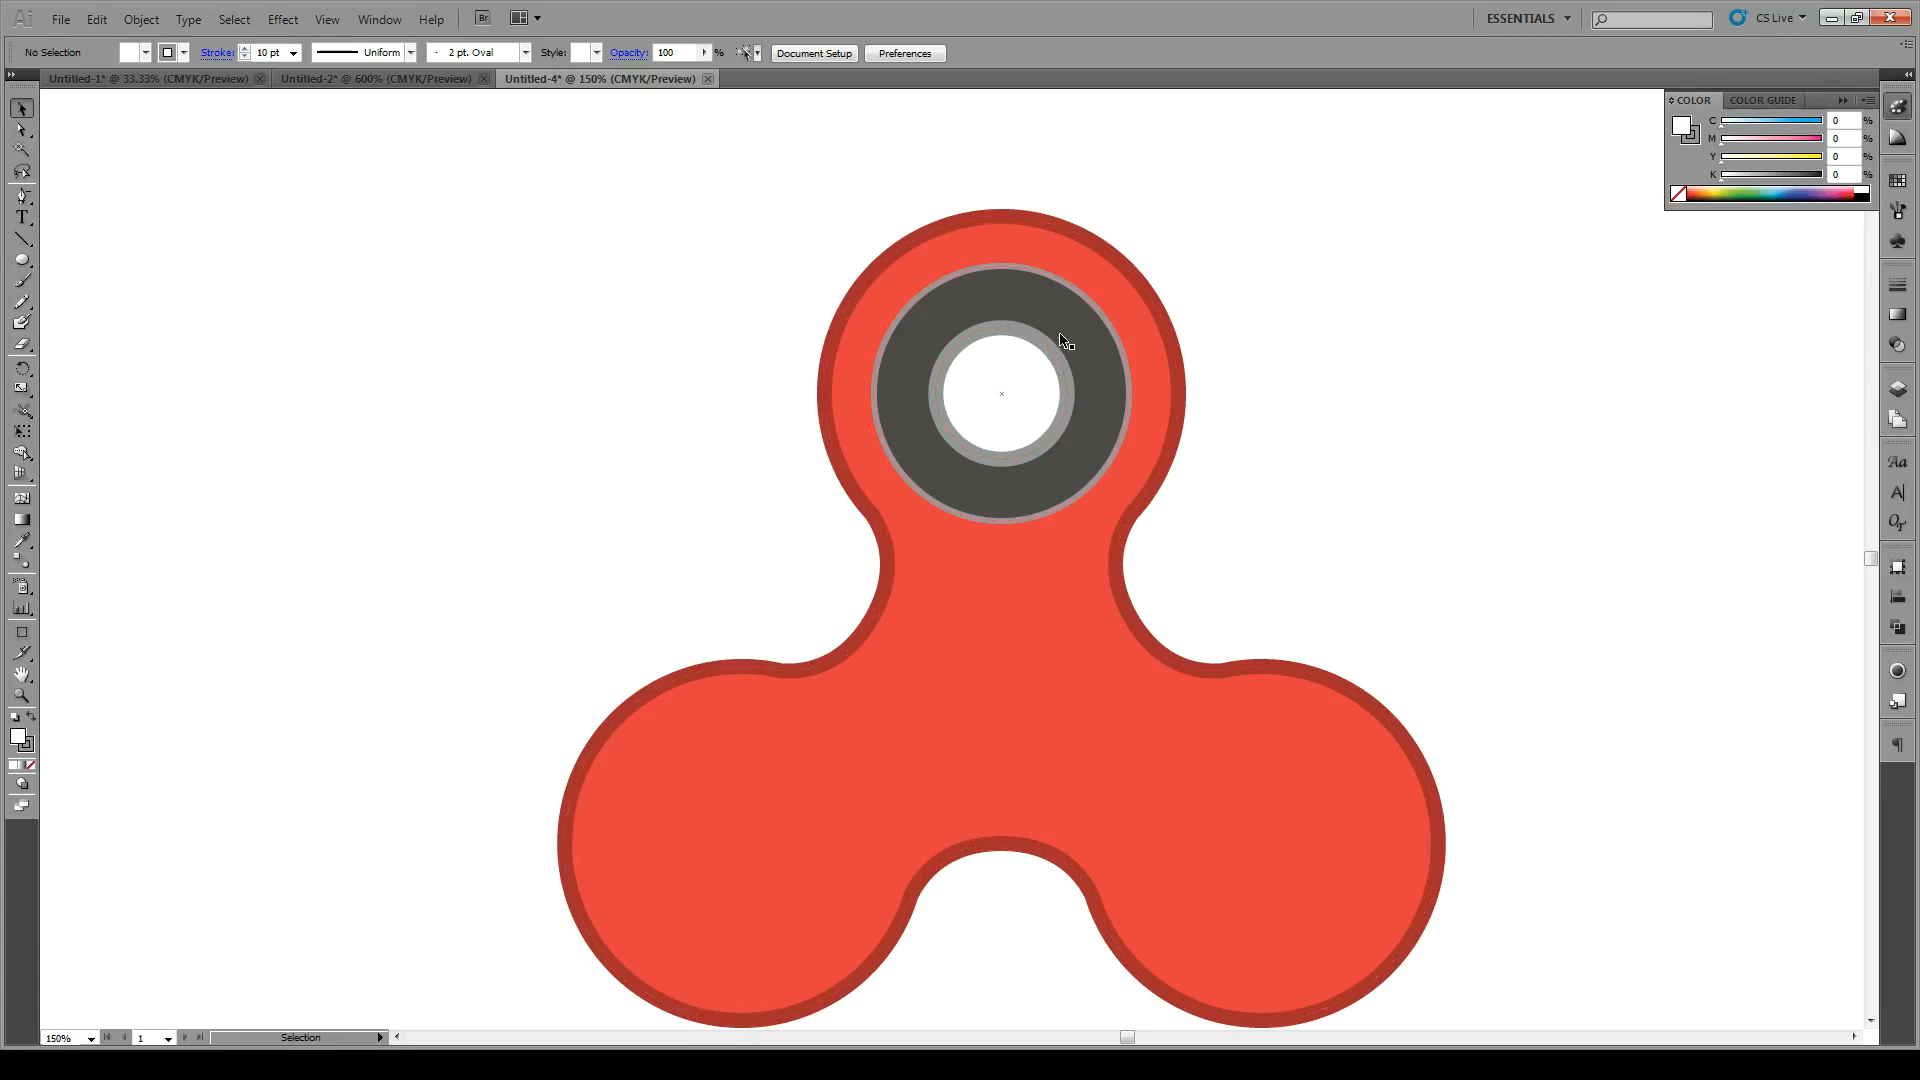 Ai File Edit Object Type Select Effect View Window Help Br ESSENTIALS CS Live
No Selection Stroke: 10 pt Uniform 2 pt. Oval Style: Opacity: 100 % Document Setup Preferences
Untitled-1* @ 33.33% (CMYK/Preview) Untitled-2* @ 600% (CMYK/Preview) Untitled-4* @ 150% (CMYK/Preview)
COLOR COLOR GUIDE
C 0 %
M 0 %
Y 0 %
K 0 %
150% 1 Selection